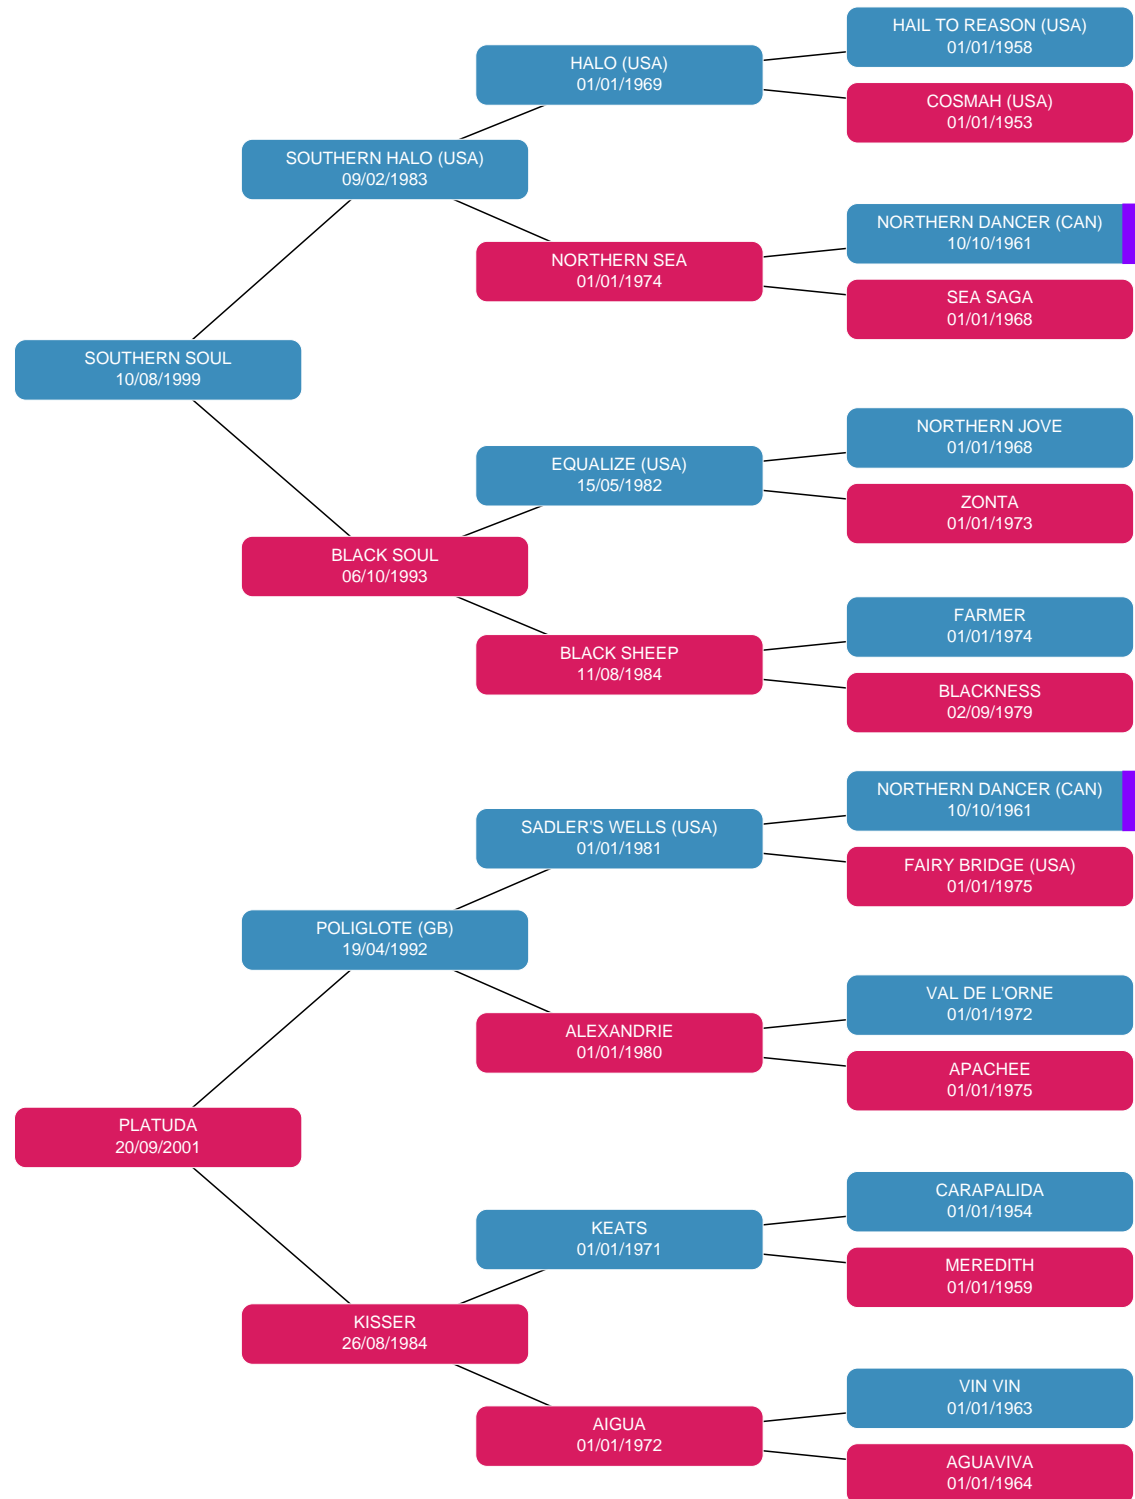 HAIL TO REASON (USA)
01/01/1958
HALO (USA)
01/01/1969
COSMAH (USA)
01/01/1953
SOUTHERN HALO (USA)
09/02/1983
NORTHERN DANCER (CAN)
10/10/1961
NORTHERN SEA
01/01/1974
SEA SAGA
01/01/1968
SOUTHERN SOUL
10/08/1999
NORTHERN JOVE
01/01/1968
EQUALIZE (USA)
15/05/1982
ZONTA
01/01/1973
BLACK SOUL
06/10/1993
FARMER
01/01/1974
BLACK SHEEP
11/08/1984
BLACKNESS
02/09/1979
NORTHERN DANCER (CAN)
10/10/1961
SADLER'S WELLS (USA)
01/01/1981
FAIRY BRIDGE (USA)
01/01/1975
POLIGLOTE (GB)
19/04/1992
VAL DE L'ORNE
01/01/1972
ALEXANDRIE
01/01/1980
APACHEE
01/01/1975
PLATUDA
20/09/2001
CARAPALIDA
01/01/1954
KEATS
01/01/1971
MEREDITH
01/01/1959
KISSER
26/08/1984
VIN VIN
01/01/1963
AIGUA
01/01/1972
AGUAVIVA
01/01/1964